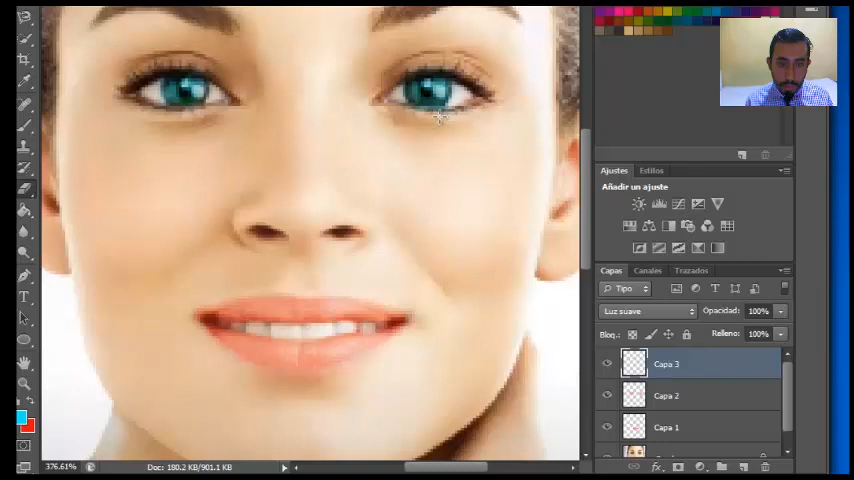 Ajustes Estilos
Añadir un ajuste
Capas Canales Trazados
Tipo
Luz suave Opacidad: 100%
Bloq.: Relleno: 100%
Capa 3
Capa 2
Capa 1
376.61% Doc: 180.2 KB/901.1 KB